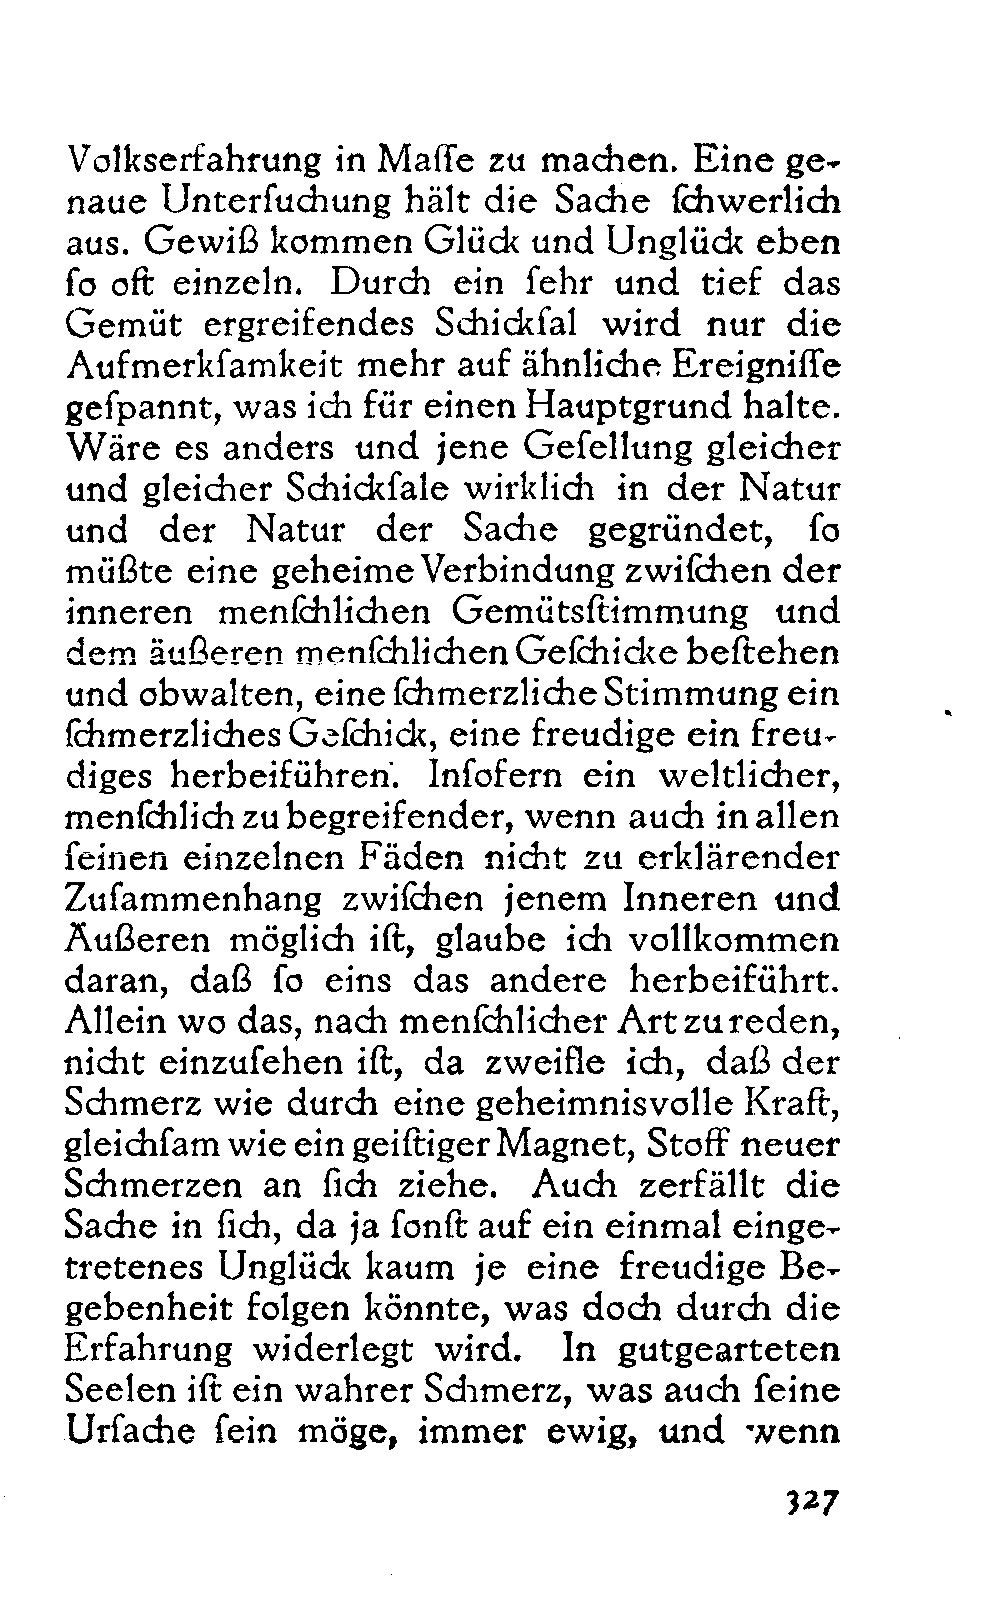 Volkserfahrung in Maſſe zu machen. Eine ge-
naue Unterſuchung hält die Sache ſchwerlich
aus. Gewiß kommen Glück und Unglück eben
ſo oft einzeln. Durch ein ſehr und tief das
Gemüt ergreifendes Schickſal wird nur die
Aufmerkſamkeit mehr auf ähnliche Ereigniſſe
geſpannt, was ich für einen Hauptgrund halte.
Wäre es anders und jene Geſellung gleicher
und gleicher Schickſale wirklich in der Natur
und der Natur der Sache gegründet, ſo
müßte eine geheime Verbindung zwiſchen der
inneren menſchlichen Gemütsſtimmung und
dem äußeren menſchlichen Geſchicke beſtehen
und obwalten, eine ſchmerzliche Stimmung ein
ſchmerzliches Geſchick, eine freudige ein freu-
diges herbeiführen. Inſofern ein weltlicher,
menſchlich zu begreifender, wenn auch in allen
ſeinen einzelnen Fäden nicht zu erklärender
Zuſammenhang zwiſchen jenem Inneren und
Äußeren möglich iſt, glaube ich vollkommen
daran, daß ſo eins das andere herbeiführt.
Allein wo das, nach menſchlicher Art zu reden,
nicht einzuſehen iſt, da zweifle ich, daß der
Schmerz wie durch eine geheimnisvolle Kraft,
gleichſam wie ein geiſtiger Magnet, Stoff neuer
Schmerzen an ſich ziehe. Auch zerfällt die
Sache in ſich, da ja ſonſt auf ein einmal einge-
tretenes Unglück kaum je eine freudige Be-
gebenheit folgen könnte, was doch durch die
Erfahrung widerlegt wird. In gutgearteten
Seelen iſt ein wahrer Schmerz, was auch ſeine
Urſache ſein möge, immer ewig, und wenn
327